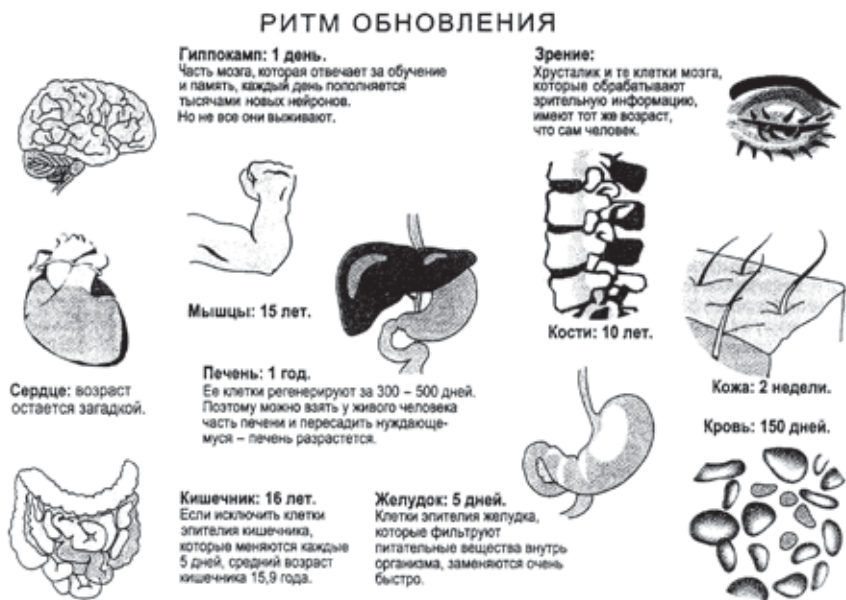 РИТМ ОБНОВЛЕНИЯ
Гиппокамп: 1 день.
Часть мозга, которая отвечает за обучение
и память, каждый день пополняется
тысячами новых нейронов.
Но не все они выживают.
Зрение:
Хрусталик и те клетки мозга,
которые обрабатывают
зрительную информацию,
имеют тот же возраст,
что сам человек.
Мышцы: 15 лет.
Кости: 10 лет.
Печень: 1 год.
Ее клетки регенерируют за 300 – 500 дней.
Поэтому можно взять у живого человека
часть печени и пересадить нуждающе-
муся – печень разрастется.
Сердце: возраст
остается загадкой.
Кожа: 2 недели.
Кровь: 150 дней.
Кишечник: 16 лет.
Если исключить клетки
эпителия кишечника,
которые меняются каждые
5 дней, средний возраст
кишечника 15,9 года.
Желудок: 5 дней.
Клетки эпителия желудка,
которые фильтруют
питательные вещества внутрь
организма, заменяются очень
быстро.